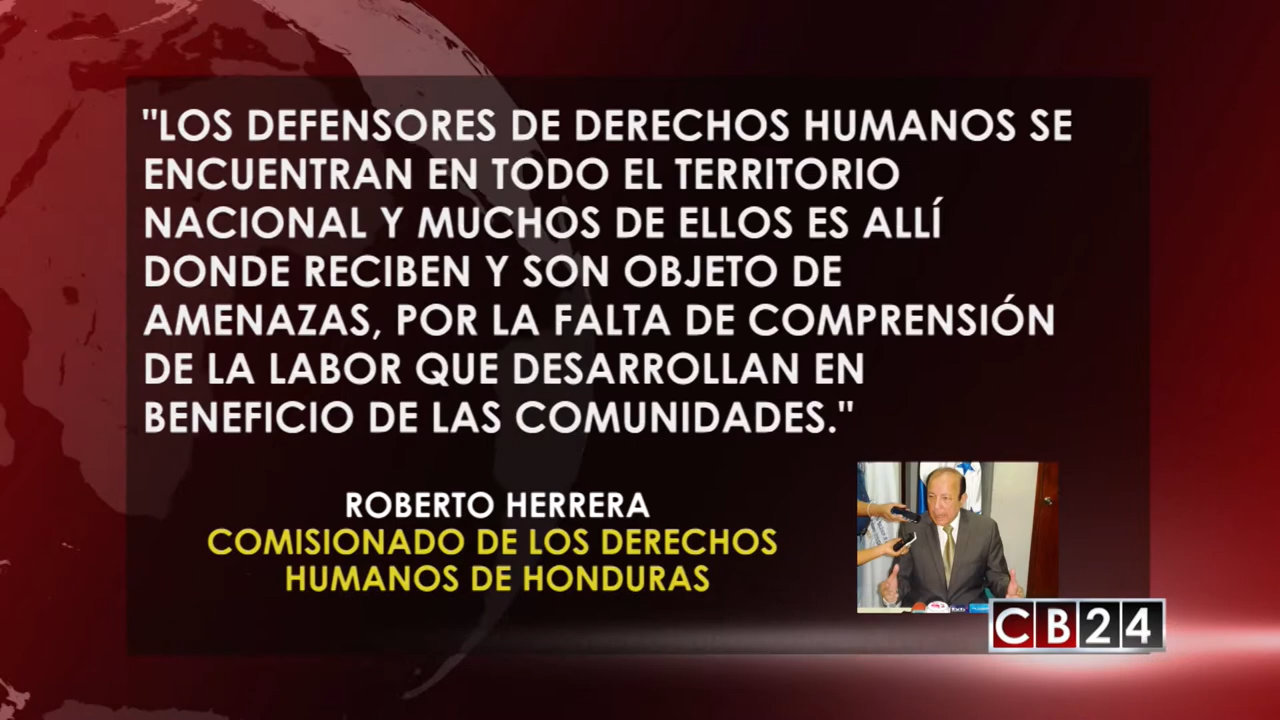 "LOS DEFENSORES DE DERECHOS HUMANOS SE
ENCUENTRAN EN TODO EL TERRITORIO
NACIONAL Y MUCHOS DE ELLOS ES ALLÍ
DONDE RECIBEN Y SON OBJETO DE
AMENAZAS, POR LA FALTA DE COMPRENSIÓN
DE LA LABOR QUE DESARROLLAN EN
BENEFICIO DE LAS COMUNIDADES."
ROBERTO HERRERA
COMISIONADO DE LOS DERECHOS
HUMANOS DE HONDURAS
CB24